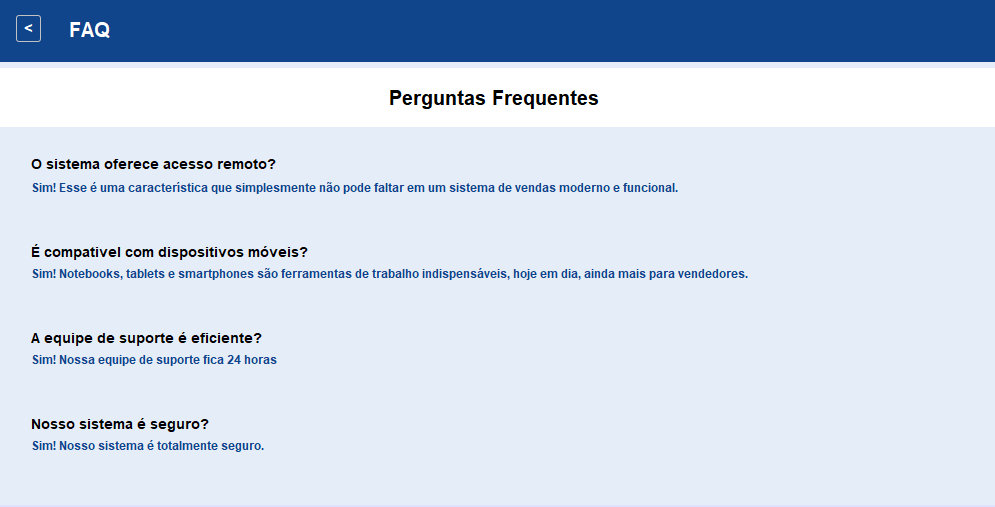 <
FAQ
Perguntas Frequentes
O sistema oferece acesso remoto?
Sim! Esse é uma característica que simplesmente não pode faltar em um sistema de vendas moderno e funcional.
É compativel com dispositivos móveis?
Sim! Notebooks, tablets e smartphones são ferramentas de trabalho indispensáveis, hoje em dia, ainda mais para vendedores.
A equipe de suporte é eficiente?
Sim! Nossa equipe de suporte fica 24 horas
Nosso sistema é seguro?
Sim! Nosso sistema é totalmente seguro.